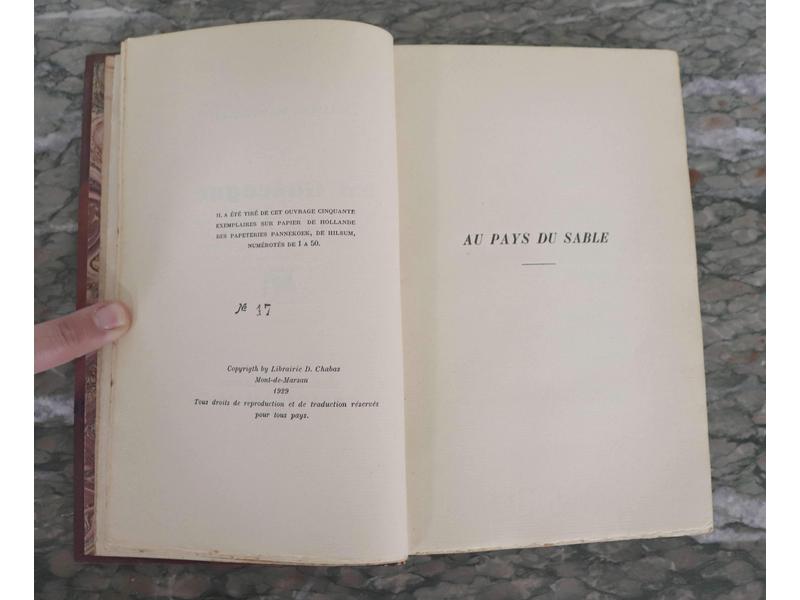 IL A ÉTÉ TIRÉ DE CET OUVRAGE CINQUANTE
EXEMPLAIRES SUR PAPIER DE HOLLANDE
DES PAPETERIES PANNEKOEK, DE HILSUM,
NUMÉROTÉS DE 1 A 50.
№ 17
Copyrigth by Librairie D. Chabas
Mont-de-Marsan
1929
Tous droits de reproduction et de traduction réservés
pour tous pays.
AU PAYS DU SABLE